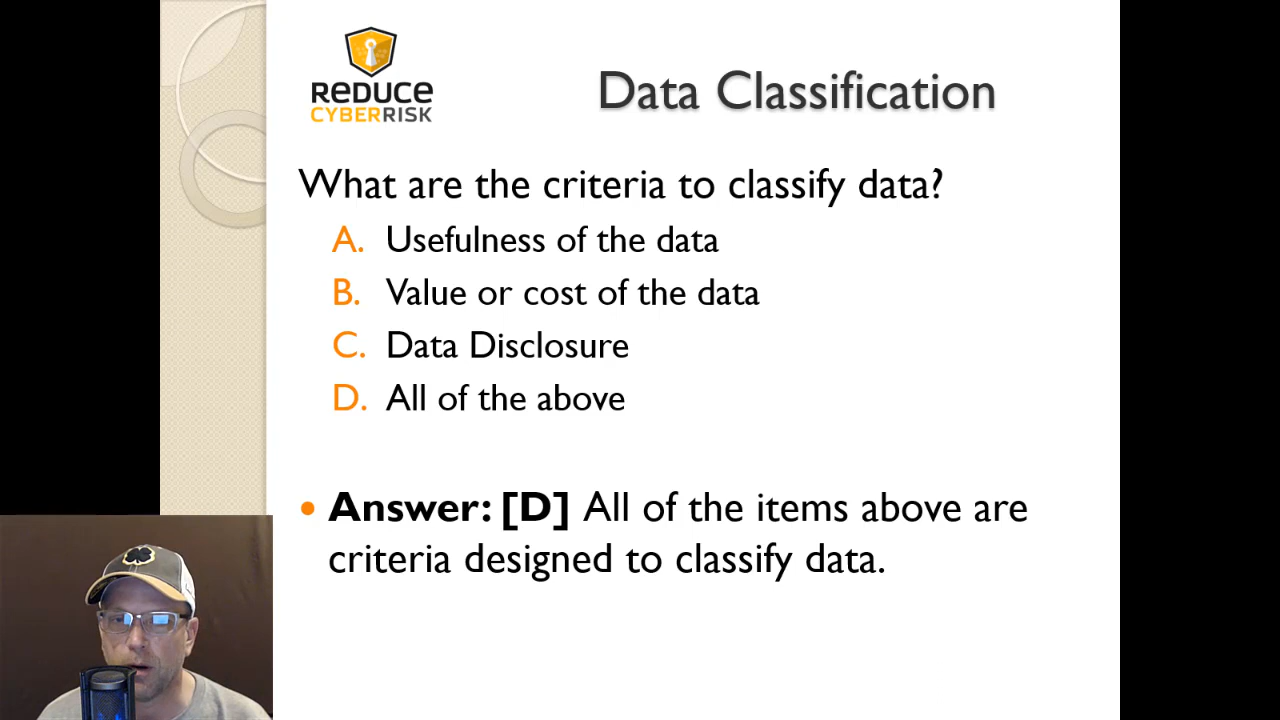 REDUCE
CYBERRISK
Data Classification
What are the criteria to classify data?
A. Usefulness of the data
B. Value or cost of the data
C. Data Disclosure
D. All of the above
• Answer: [D] All of the items above are
criteria designed to classify data.